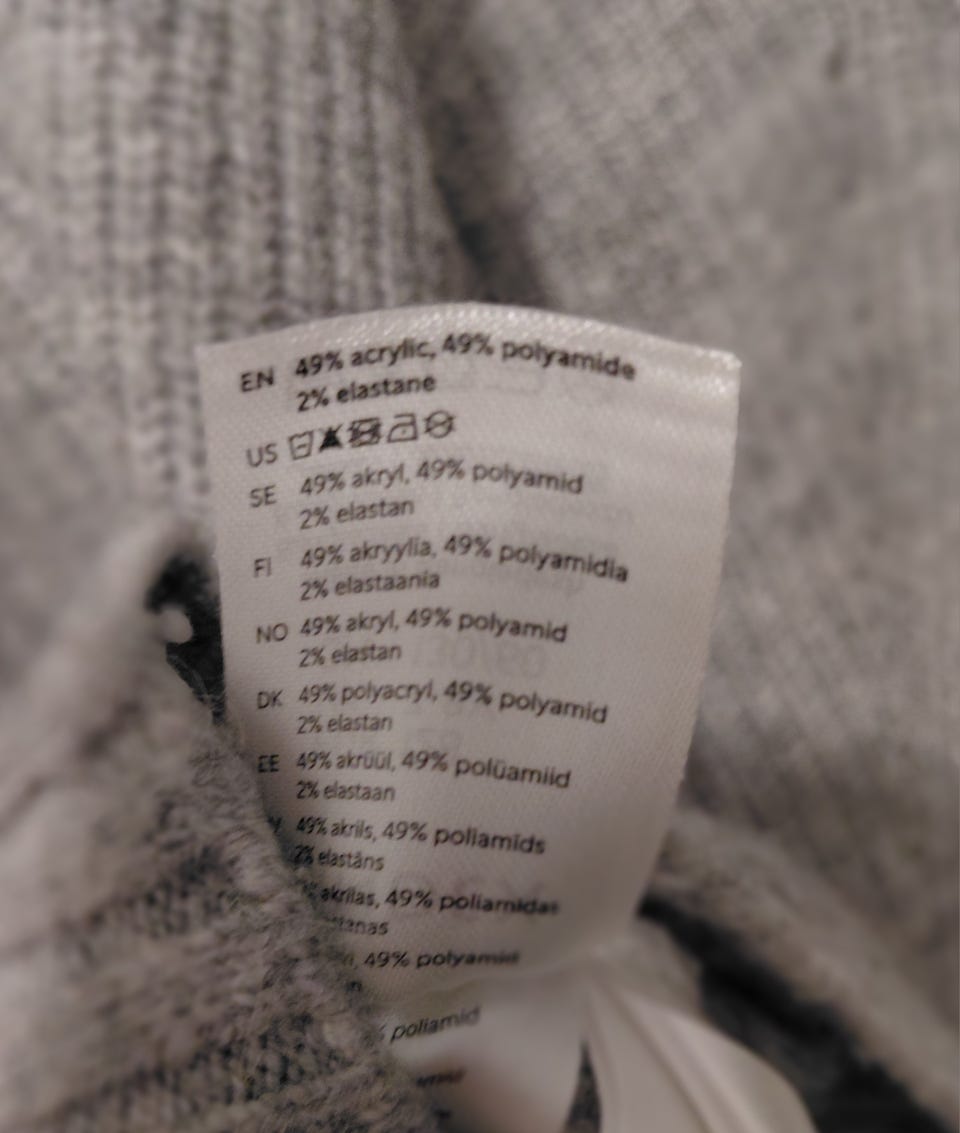 EN 49% acrylic, 49% polyamide
2% elastane
US
SE 49% akryl, 49% polyamid
2% elastan
FI 49% akryylia, 49% polyamidia
2% elastaania
NO 49% akryl, 49% polyamid
2% elastan
DK 49% polyacryl, 49% polyamid
2% elastan
EE 49% akrüül, 49% polüamiid
2% elastaan
49% akrils, 49% poliamīds
2% elastāns
akrilas, 49% poliamidas
49% polyamid
poliamid